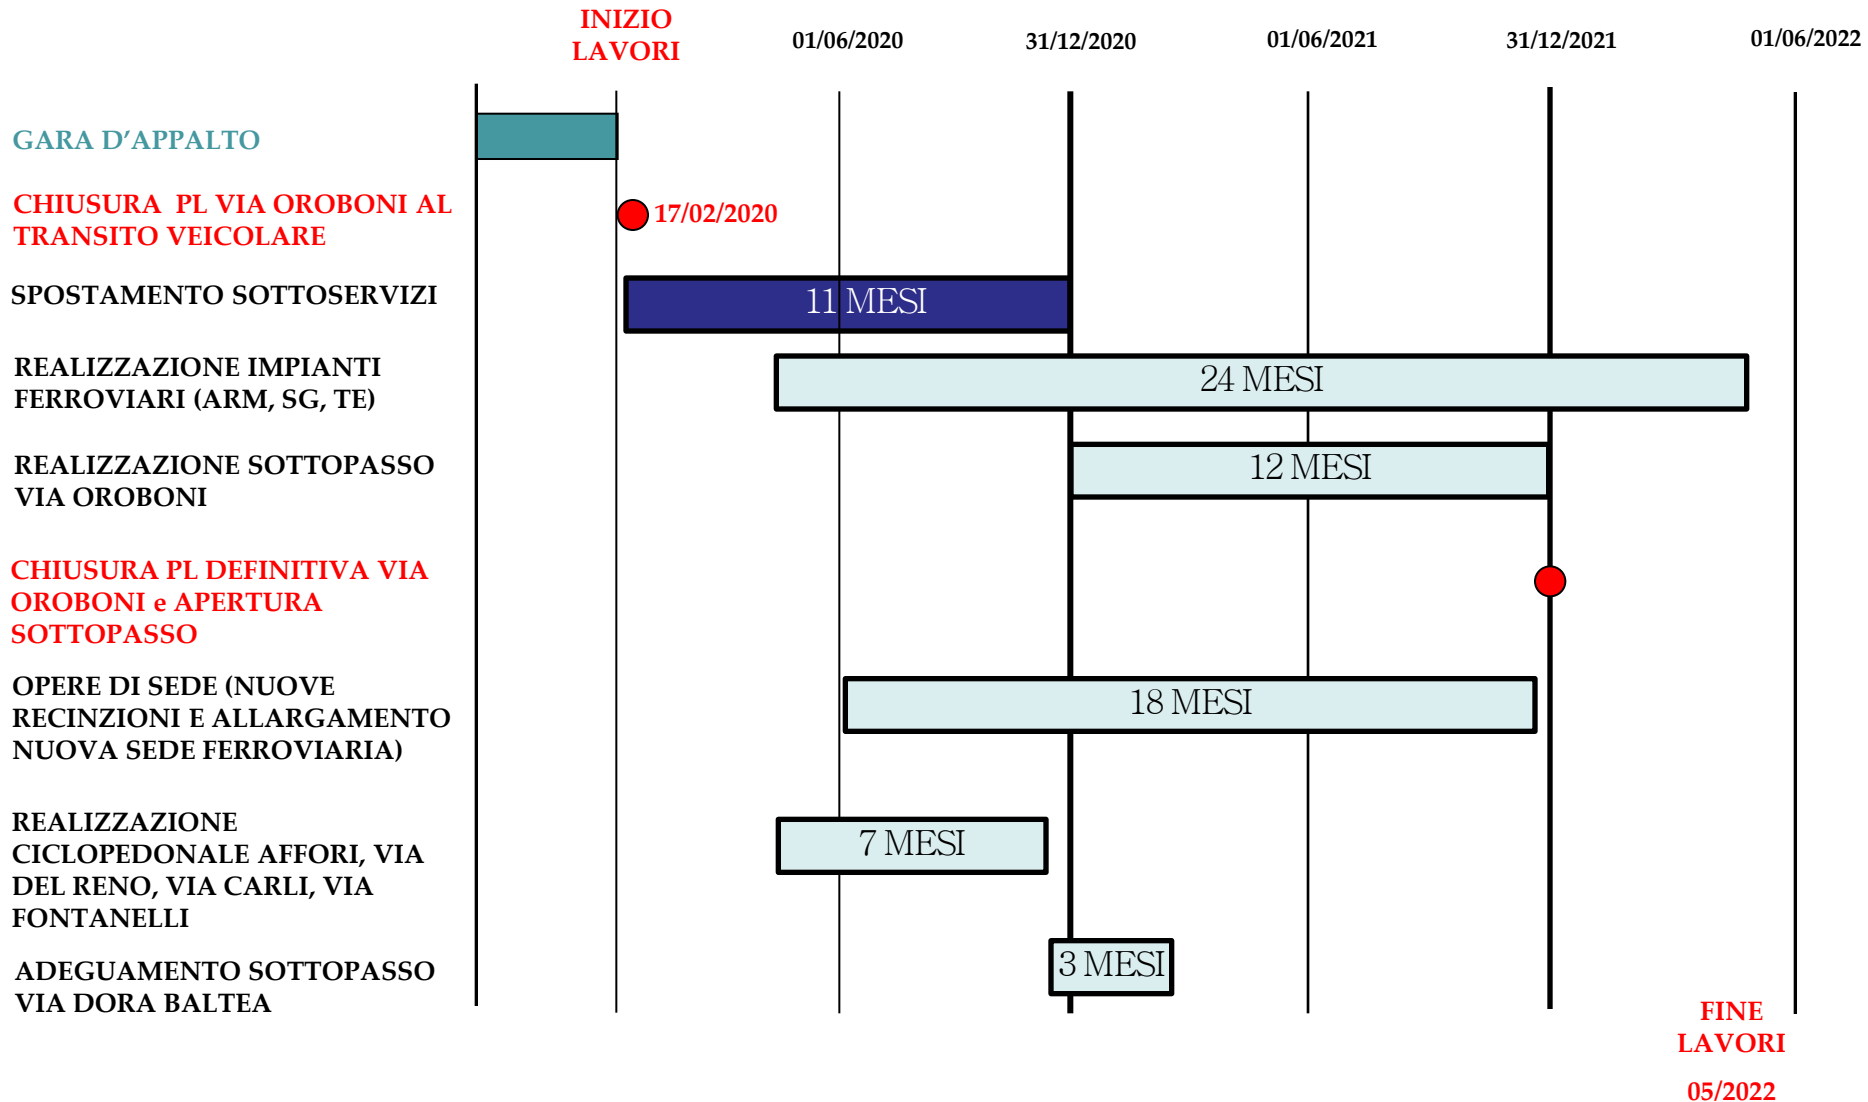 INIZIO
LAVORI
01/06/2020
31/12/2020
01/06/2021
31/12/2021
01/06/2022
GARA D’APPALTO
CHIUSURA PL VIA OROBONI AL
TRANSITO VEICOLARE
17/02/2020
SPOSTAMENTO SOTTOSERVIZI
11 MESI
REALIZZAZIONE IMPIANTI
FERROVIARI (ARM, SG, TE)
24 MESI
REALIZZAZIONE SOTTOPASSO
VIA OROBONI
12 MESI
CHIUSURA PL DEFINITIVA VIA
OROBONI e APERTURA
SOTTOPASSO
OPERE DI SEDE (NUOVE
RECINZIONI E ALLARGAMENTO
NUOVA SEDE FERROVIARIA)
18 MESI
REALIZZAZIONE
CICLOPEDONALE AFFORI, VIA
DEL RENO, VIA CARLI, VIA
FONTANELLI
7 MESI
ADEGUAMENTO SOTTOPASSO
VIA DORA BALTEA
3 MESI
FINE
LAVORI
05/2022